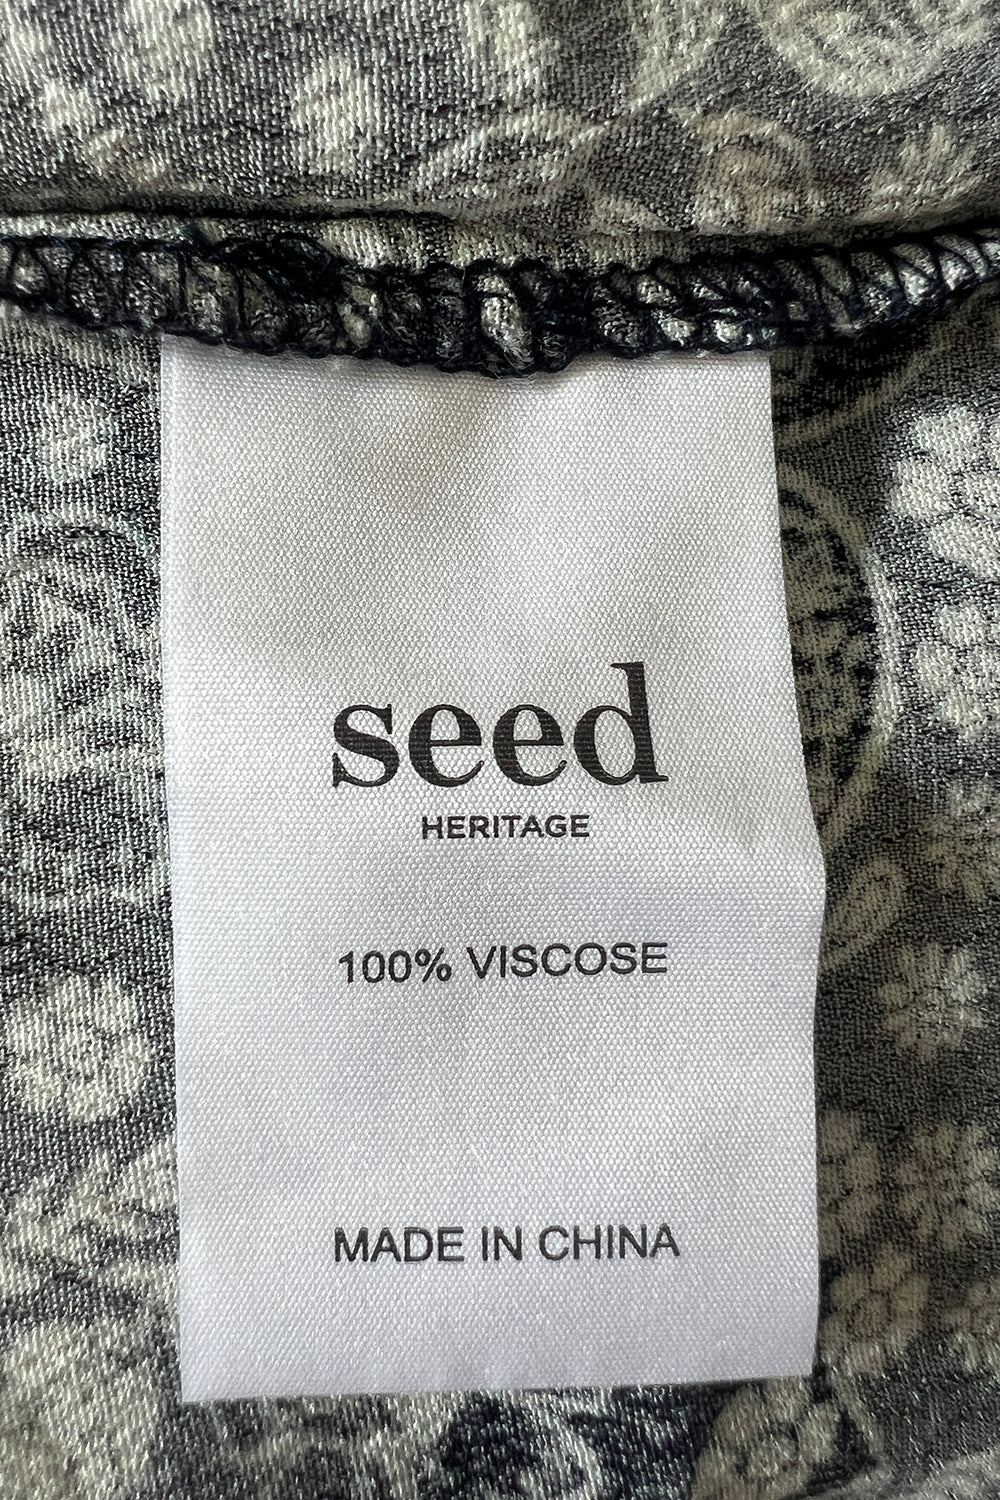 seed
HERITAGE
100% VISCOSE
MADE IN CHINA